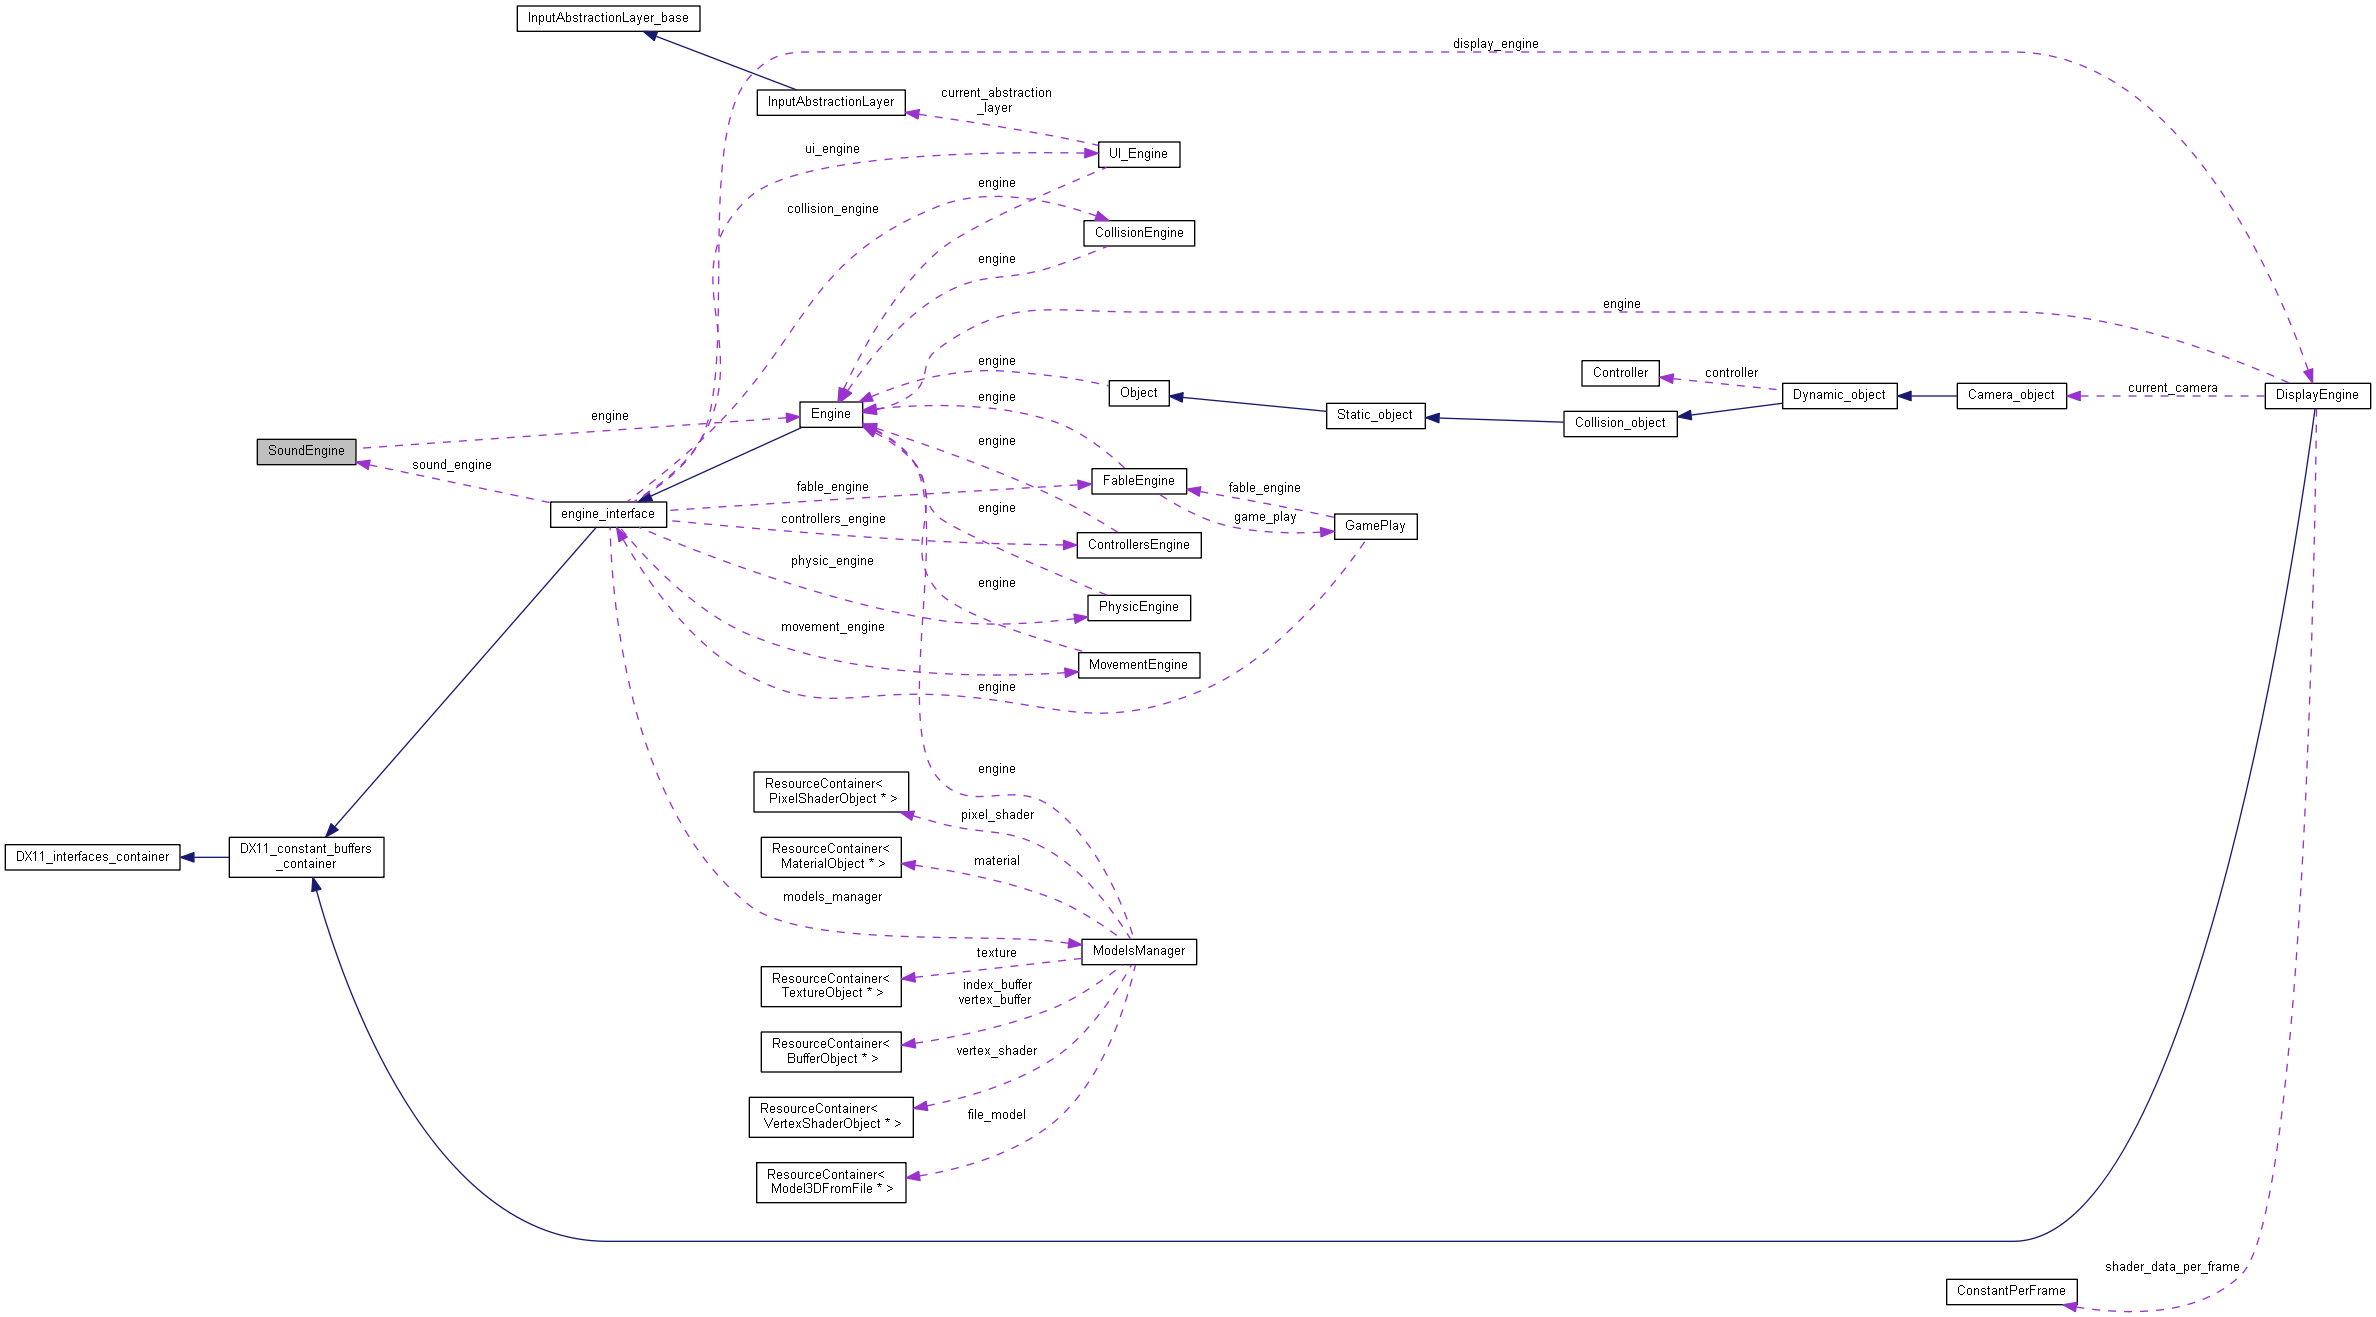 InputAbstractionLayer_base
display_engine
InputAbstractionLayer
current_abstraction
_layer
ui_engine
UI_Engine
engine
collision_engine
CollisionEngine
engine
engine
engine
Object
Controller
controller
Dynamic_object
Camera_object
current_camera
DisplayEngine
engine
Engine
Static_object
Collision_object
engine
SoundEngine
engine
sound_engine
engine_interface
fable_engine
FableEngine
fable_engine
game_play
GamePlay
engine
controllers_engine
ControllersEngine
physic_engine
engine
PhysicEngine
movement_engine
MovementEngine
engine
engine
ResourceContainer<
PixelShaderObject * >
pixel_shader
DX11_interfaces_container
DX11_constant_buffers
_container
ResourceContainer<
MaterialObject * >
material
models_manager
ModelsManager
texture
ResourceContainer<
TextureObject * >
index_buffer
vertex_buffer
ResourceContainer<
BufferObject * >
vertex_shader
ResourceContainer<
VertexShaderObject * >
file_model
ResourceContainer<
Model3DFromFile * >
shader_data_per_frame
ConstantPerFrame